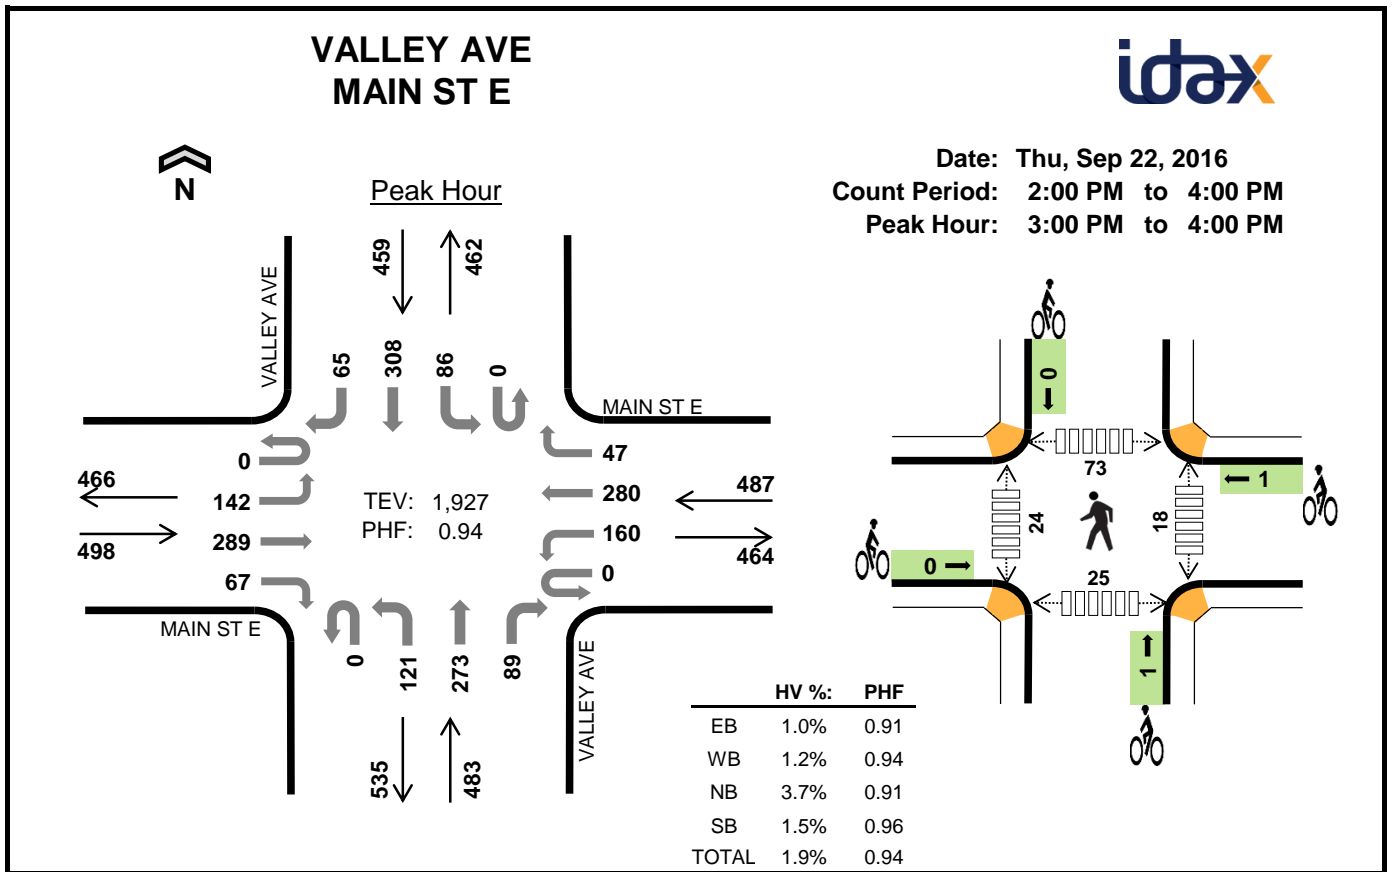 VALLEY AVE
MAIN ST E
idax
N
Peak Hour
Date: Thu, Sep 22, 2016
Count Period: 2:00 PM to 4:00 PM
Peak Hour: 3:00 PM to 4:00 PM
459
462
VALLEY AVE
65
308
86
0
MAIN ST E
0
142
289
67
466
498
TEV: 1,927
PHF: 0.94
47
280
160
0
487
464
MAIN ST E
0
121
273
89
VALLEY AVE
535
483
0
73
1
24
18
0
25
1
HV %: PHF
EB 1.0% 0.91
WB 1.2% 0.94
NB 3.7% 0.91
SB 1.5% 0.96
TOTAL 1.9% 0.94